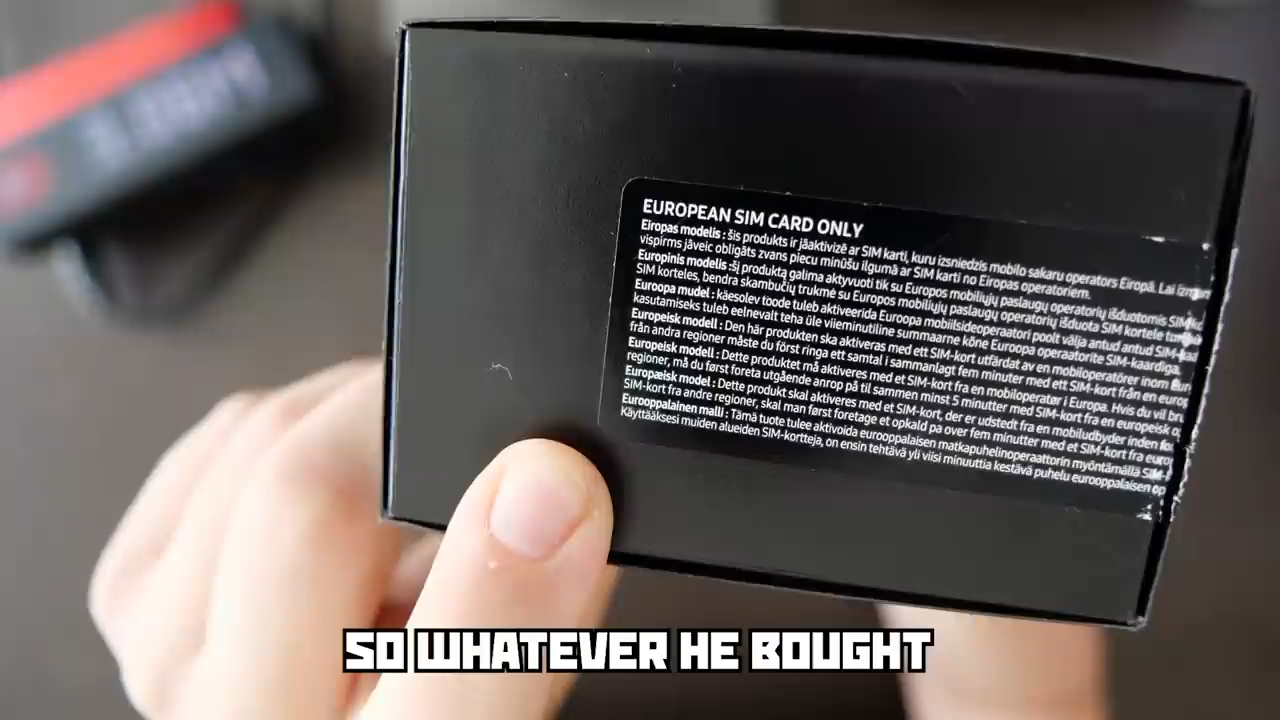 EUROPEAN SIM CARD ONLY
Eiropas modelis : šis produkts ir jāaktivizē ar SIM karti, kuru izsniedzis mobilo sakaru operators Eiropā. Lai
vispirms jāveic obligāts zvans piecu minūšu ilgumā ar SIM karti no Eiropas operatoriem.
Europinis modelis :šį produktą galima aktyvuoti tik su Europos mobiliųjų paslaugų operatorių išduotomis
SIM korteles, bendra skambučių trukmė su Europos mobiliųjų paslaugų operatorių išduota SIM kortele
Euroopa mudel : käesolev toode tuleb aktiveerida Euroopa mobiilsideoperaatori poolt välja antud antud
kasutamiseks tuleb eelnevalt teha üle viieminutiline summaarne kõne Euroopa operaatorite SIM-kaardiga.
Europeisk modell : Den här produkten ska aktiveras med ett SIM-kort utfärdat av en mobiloperatörer inom
från andra regioner måste du först ringa ett samtal i sammanlagt fem minuter med ett SIM-kort från en
Europeisk modell : Dette produktet må aktiveres med et SIM-kort fra en mobiloperatør i Europa. Hvis du vil
regioner, må du først foreta utgående anrop på til sammen minst 5 minutter med SIM-kort fra en europeisk
Europæisk model : Dette produkt skal aktiveres med et SIM-kort, der er udstedt fra en mobiludbyder inden
SIM-kort fra andre regioner, skal man først foretage et opkald på over fem minutter med et SIM-kort fra
Eurooppalainen malli : Tämä tuote tulee aktivoida eurooppalaisen matkapuhelinoperaattorin myöntämällä
Käyttääksesi muiden alueiden SIM-kortteja, on ensin tehtävä yli viisi minuuttia kestävä puhelu eurooppalaisen
SO WHATEVER HE BOUGHT